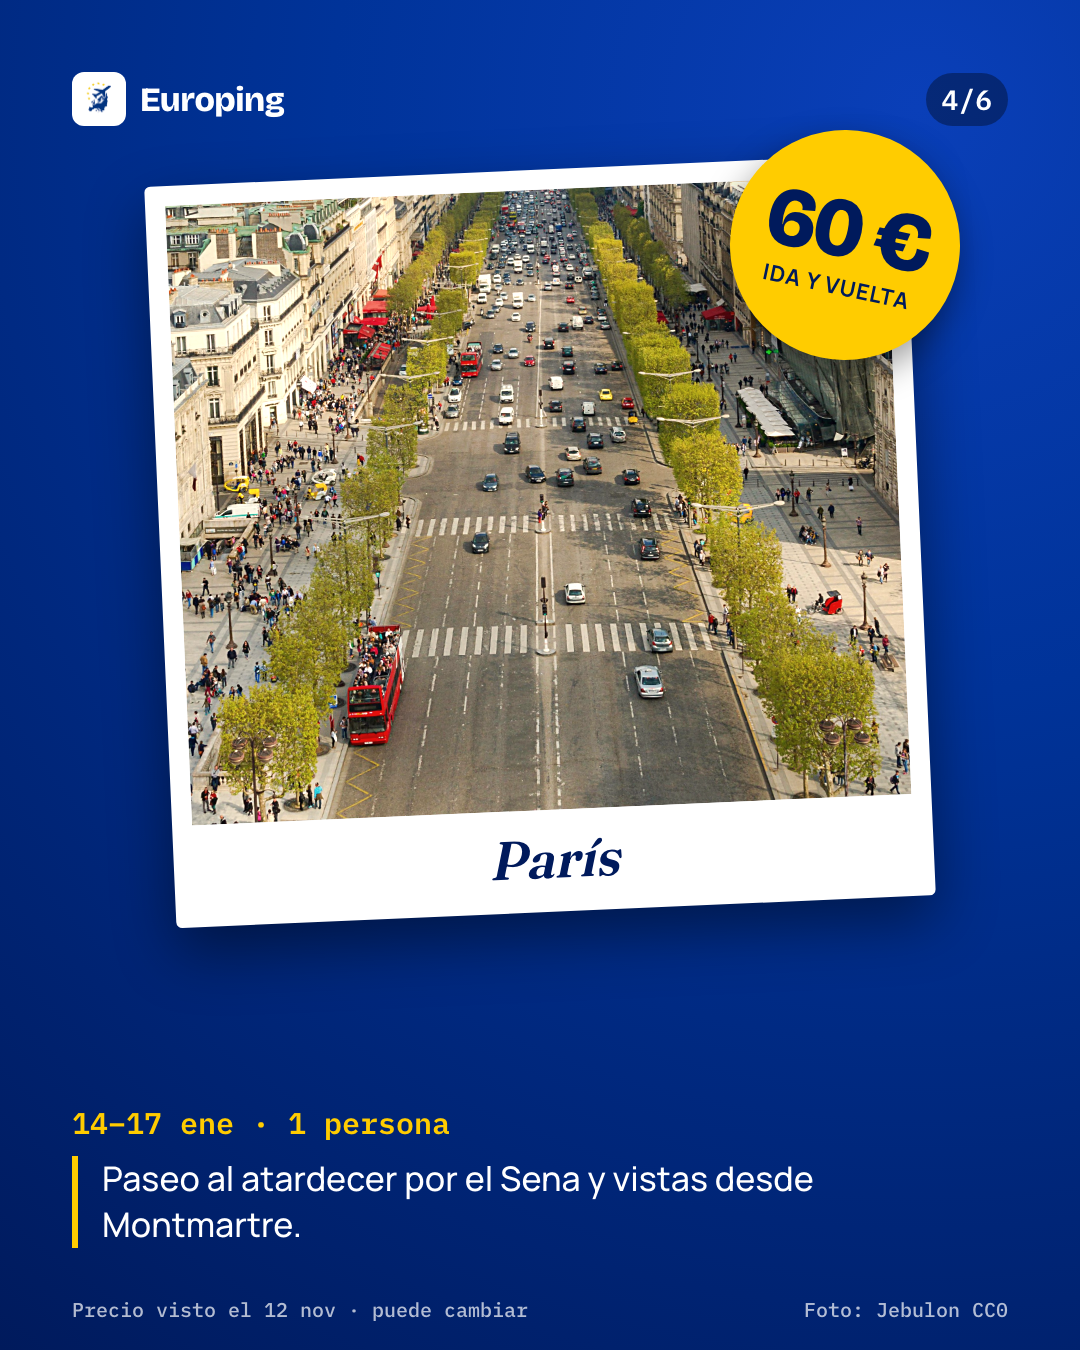 Europing
4/6
60 €
IDA Y VUELTA
París
14–17 ene · 1 persona
Paseo al atardecer por el Sena y vistas desde
Montmartre.
Precio visto el 12 nov · puede cambiar
Foto: Jebulon CC0